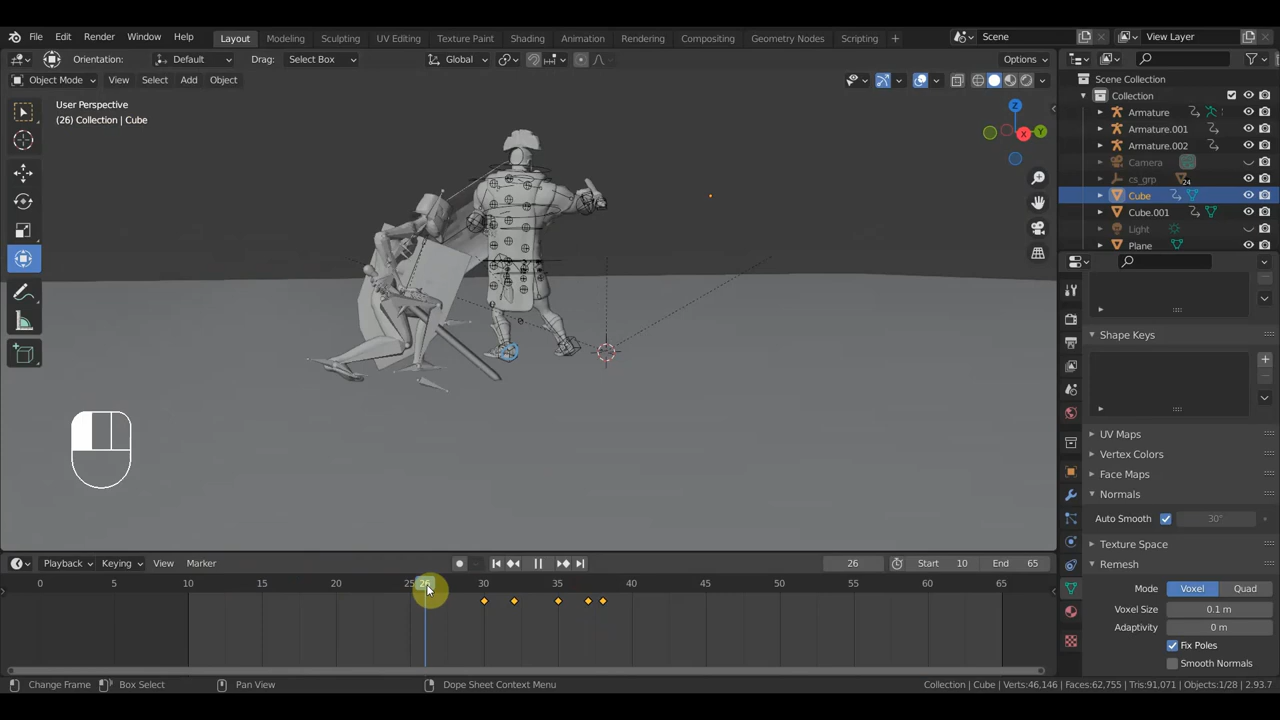 File Edit Render Window Help Layout Modeling Sculpting UV Editing Texture Paint Shading Animation Rendering Compositing Geometry Nodes Scripting + Scene View Layer
Orientation: Default Drag: Select Box Global Options
Object Mode View Select Add Object
User Perspective
(26) Collection | Cube
Z
X
Y
Scene Collection
Collection
Armature
Armature.001
Armature.002
Camera
cs_grp 24
Cube
Cube.001
Light
Plane
Shape Keys
UV Maps
Vertex Colors
Face Maps
Normals
Auto Smooth 30°
Texture Space
Remesh
Mode Voxel Quad
Voxel Size 0.1 m
Adaptivity 0 m
Fix Poles
Smooth Normals
Playback Keying View Marker 26 Start 10 End 65
0 5 10 15 20 25 26 30 35 40 45 50 55 60 65
Change Frame Box Select Pan View Dope Sheet Context Menu Collection | Cube | Verts:46,146 | Faces:62,755 | Tris:91,071 | Objects:1/28 | 2.93.7